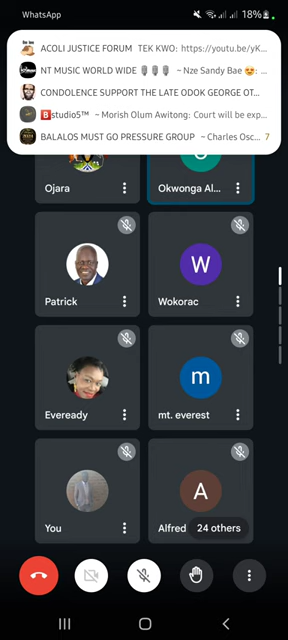 WhatsApp
18%
ACOLI JUSTICE FORUM TEK KWO: https://youtu.be/yK...
NT MUSIC WORLD WIDE 🎙🎙🎙 ~ Nze Sandy Bae 😍:...
CONDOLENCE SUPPORT THE LATE ODOK GEORGE OT...
🅱studio5™ ~ Morish Olum Awitong: Court will be exp...
BALALOS MUST GO PRESSURE GROUP ~ Charles Osc... 7
Ojara
Okwonga Al...
Patrick
W
Wokorac
Eveready
m
mt. everest
You
A
Alfred
24 others